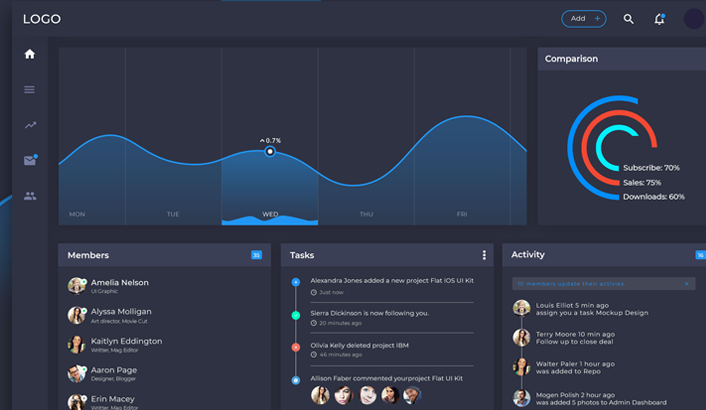 LOGO
Add +
Comparison
0.7%
Subscribe: 70%
Sales: 75%
Downloads: 60%
MON
TUE
WED
THU
FRI
Members
35
Amelia Nelson
UI Graphic
Alyssa Molligan
Art director, Movie Cut
Kaitlyn Eddington
Writter, Mag Editor
Aaron Page
Designer, Blogger
Erin Macey
Writter, Mag Editor
Tasks
Alexandra Jones added a new project Flat IOS UI Kit
Just now
Sierra Dickinson is now following you.
20 minutes ago
Olivia Kelly deleted project IBM
46 minutes ago
Allison Faber commented yourproject Flat UI Kit
Activity
16
10 members update their activies
Louis Elliot 5 min ago
assign you a task Mockup Design
Terry Moore 10 min ago
Follow up to close deal
Walter Paler 1 hour ago
was added to Repo
Mogen Polish 2 hour ago
was added 5 photos to Admin Dashboard